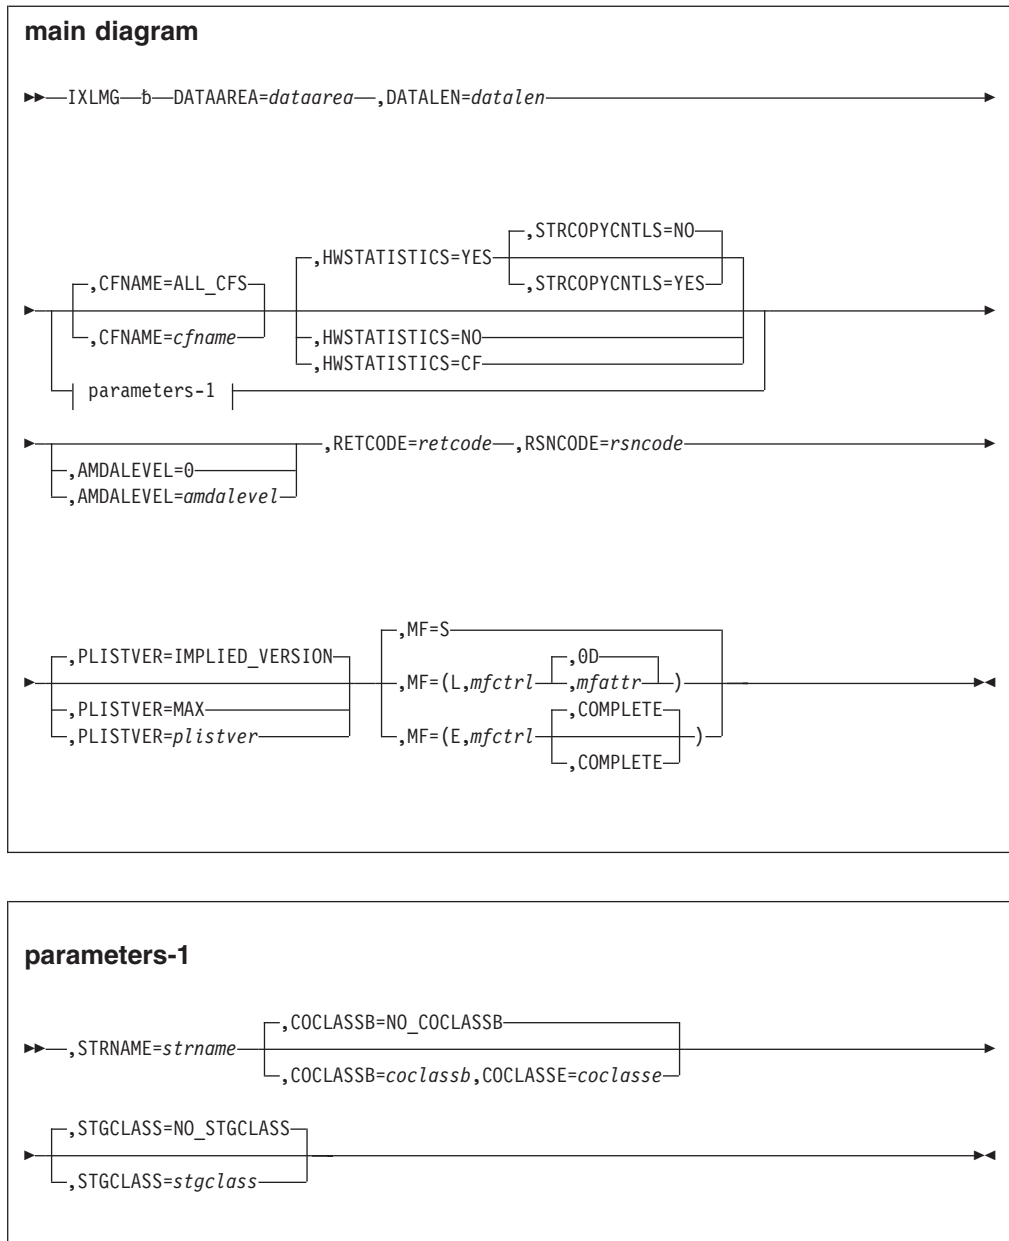 main diagram
IXLMG ƀ DATAAREA=dataarea ,DATALEN=datalen
,STRCOPYCNTLS=NO
,CFNAME=ALL_CFS ,HWSTATISTICS=YES
,STRCOPYCNTLS=YES
,CFNAME=cfname ,HWSTATISTICS=NO
,HWSTATISTICS=CF
parameters-1
,RETCODE=retcode ,RSNCODE=rsncode
,AMDALEVEL=0
,AMDALEVEL=amdalevel
,PLISTVER=IMPLIED_VERSION ,MF=S
,0D
,MF=(L,mfctrl ,mfattr )
,PLISTVER=MAX ,COMPLETE
,PLISTVER=plistver ,MF=(E,mfctrl )
,COMPLETE
parameters-1
,COCLASSB=NO_COCLASSB
,STRNAME=strname
,COCLASSB=coclassb,COCLASSE=coclasse
,STGCLASS=NO_STGCLASS
,STGCLASS=stgclass